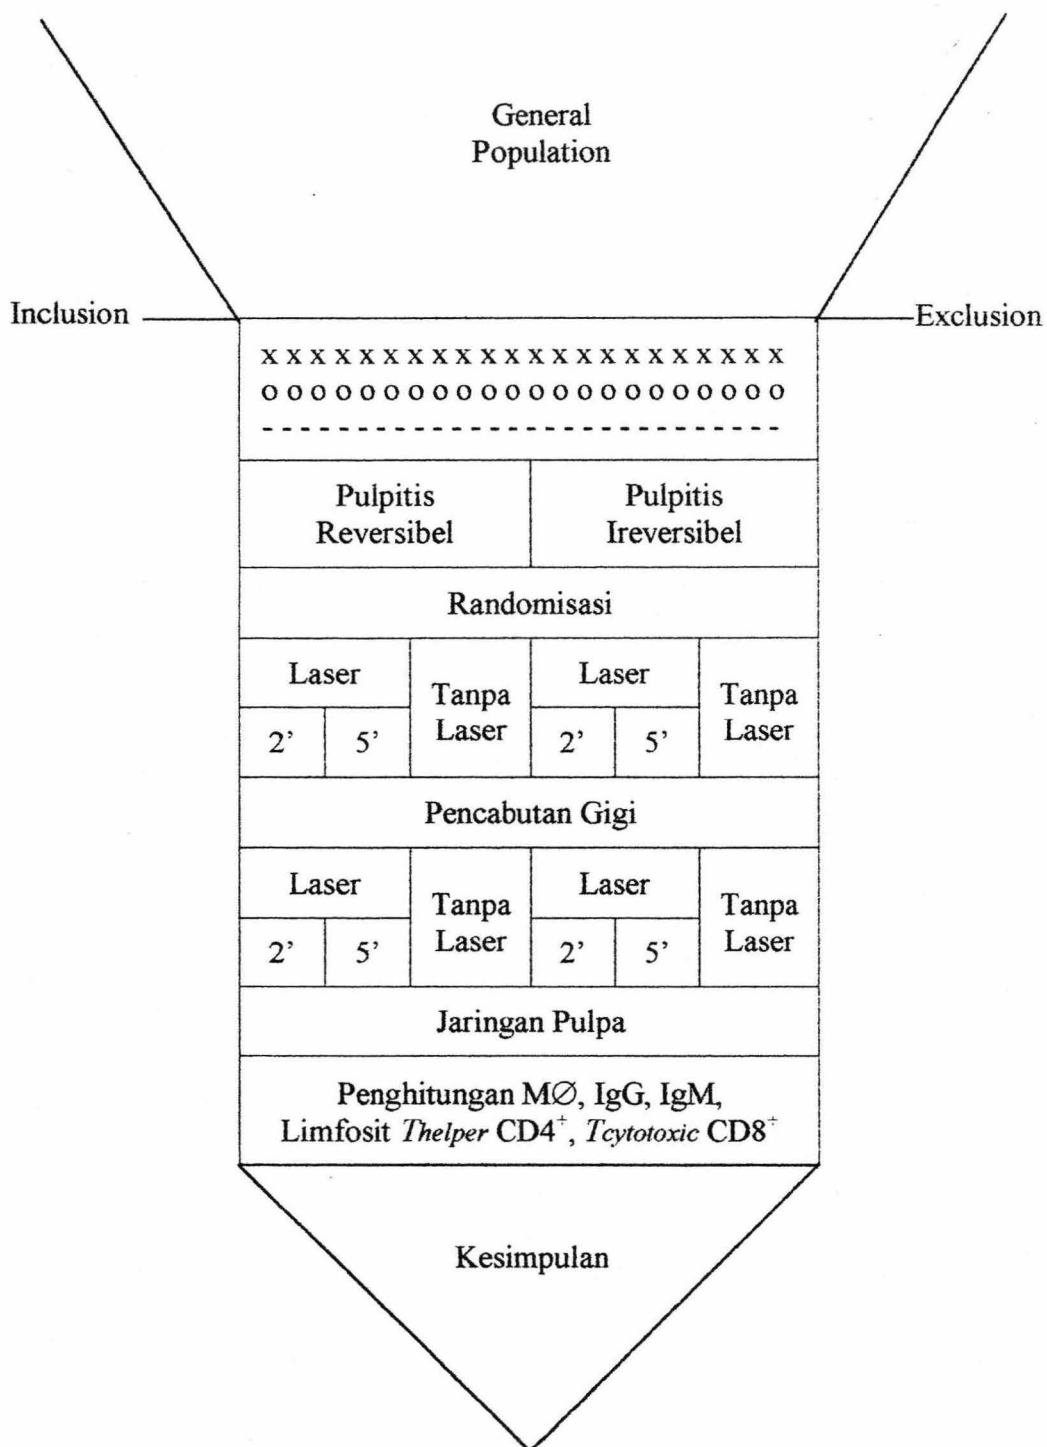 General
Population
Inclusion
Exclusion
x x x x x x x x x x x x x x x x x x x x x x
o o o o o o o o o o o o o o o o o o o o o o
- - - - - - - - - - - - - - - - - - - - - - - - - - -
Pulpitis
Reversibel
Pulpitis
Ireversibel
Randomisasi
Laser
2’ 5’
Tanpa
Laser
Laser
2’ 5’
Tanpa
Laser
Pencabutan Gigi
Laser
2’ 5’
Tanpa
Laser
Laser
2’ 5’
Tanpa
Laser
Jaringan Pulpa
Penghitungan M∅, IgG, IgM,
Limfosit Thelper CD4⁺, Tcytotoxic CD8⁺
Kesimpulan